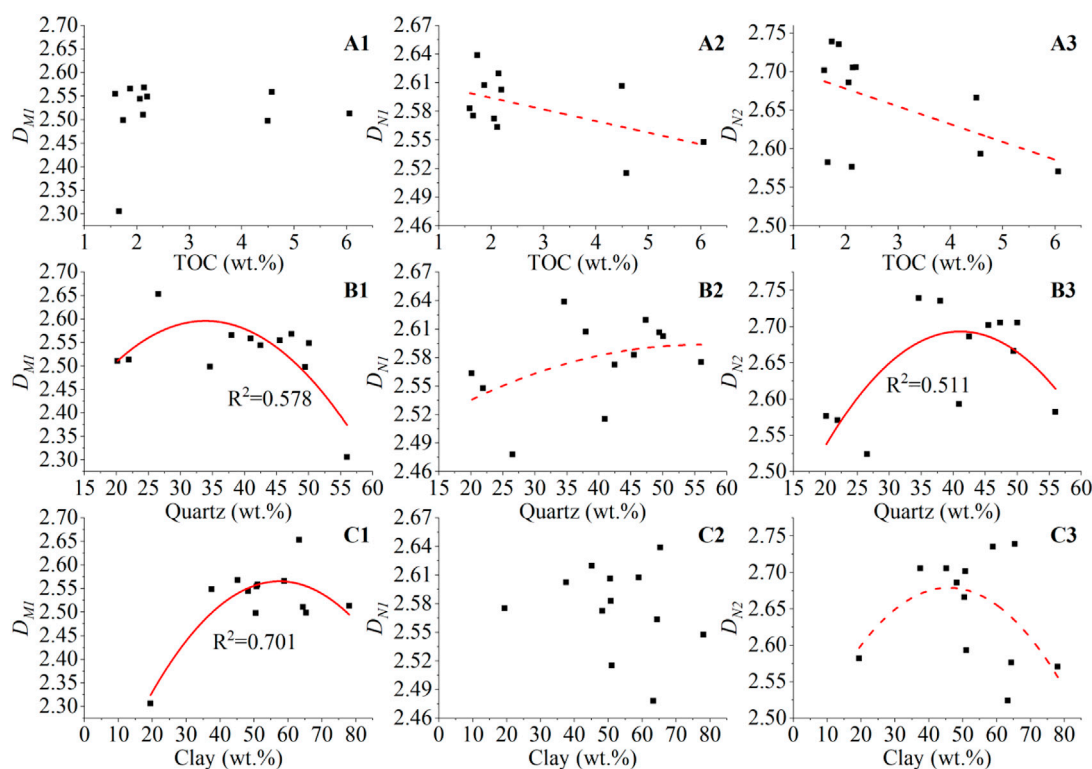 2.70
2.65
2.60
2.55
2.50
2.45
2.40
2.35
2.30
D_M1
A1
1 2 3 4 5 6
TOC (wt.%)
2.67
2.64
2.61
2.58
2.55
2.52
2.49
2.46
D_N1
A2
1 2 3 4 5 6
TOC (wt.%)
2.75
2.70
2.65
2.60
2.55
2.50
D_N2
A3
1 2 3 4 5 6
TOC (wt.%)
2.70
2.65
2.60
2.55
2.50
2.45
2.40
2.35
2.30
D_M1
B1
R²=0.578
15 20 25 30 35 40 45 50 55 60
Quartz (wt.%)
2.67
2.64
2.61
2.58
2.55
2.52
2.49
2.46
D_N1
B2
15 20 25 30 35 40 45 50 55 60
Quartz (wt.%)
2.75
2.70
2.65
2.60
2.55
2.50
D_N2
B3
R²=0.511
15 20 25 30 35 40 45 50 55 60
Quartz (wt.%)
2.70
2.65
2.60
2.55
2.50
2.45
2.40
2.35
2.30
D_M1
C1
R²=0.701
0 10 20 30 40 50 60 70 80
Clay (wt.%)
2.67
2.64
2.61
2.58
2.55
2.52
2.49
2.46
D_N1
C2
0 10 20 30 40 50 60 70 80
Clay (wt.%)
2.75
2.70
2.65
2.60
2.55
2.50
D_N2
C3
0 10 20 30 40 50 60 70 80
Clay (wt.%)